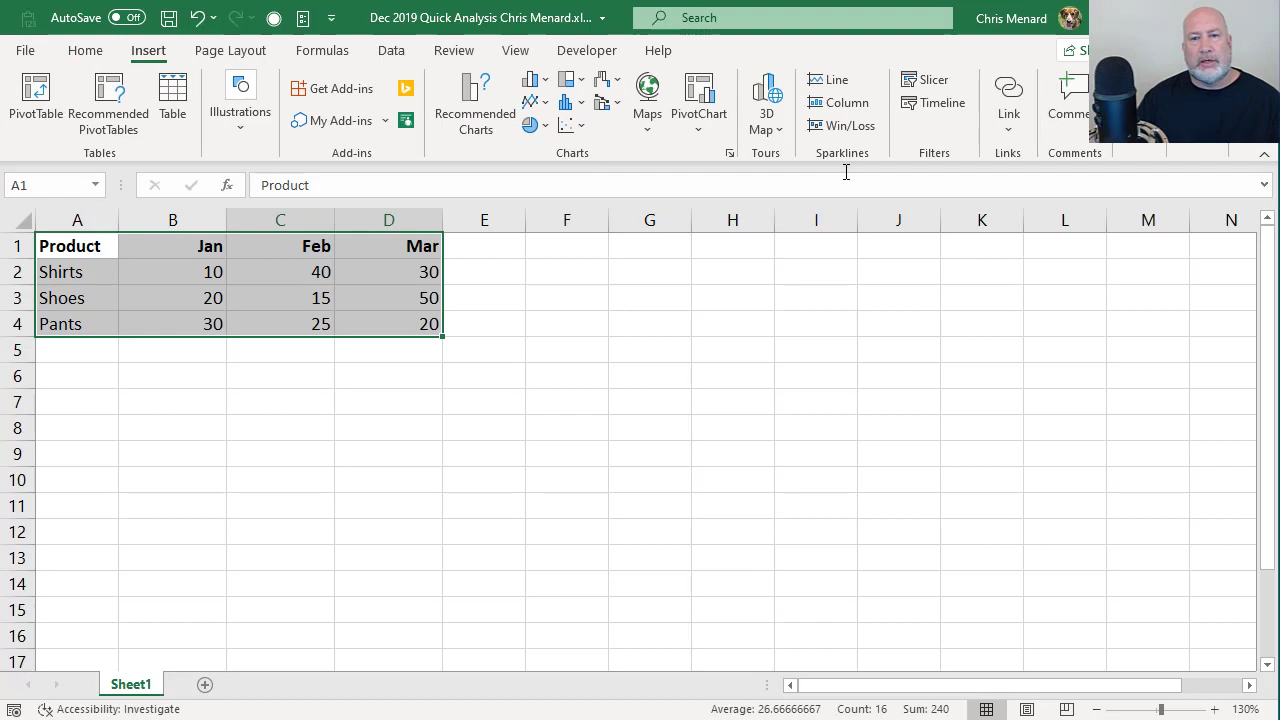 AutoSave Off Dec 2019 Quick Analysis Chris Menard.xl... Search Chris Menard
File Home Insert Page Layout Formulas Data Review View Developer Help
PivotTable
Recommended
PivotTables
Table
Tables
Illustrations
Get Add-ins
My Add-ins
Add-ins
Recommended
Charts
Maps
PivotChart
Charts
3D
Map
Tours
Line
Column
Win/Loss
Sparklines
Slicer
Timeline
Filters
Link
Links
Comme
Comments
A1 fx Product
A B C D E F G H I J K L M N
1 Product Jan Feb Mar
2 Shirts 10 40 30
3 Shoes 20 15 50
4 Pants 30 25 20
5
6
7
8
9
10
11
12
13
14
15
16
17
Sheet1
Accessibility: Investigate Average: 26.66666667 Count: 16 Sum: 240 130%